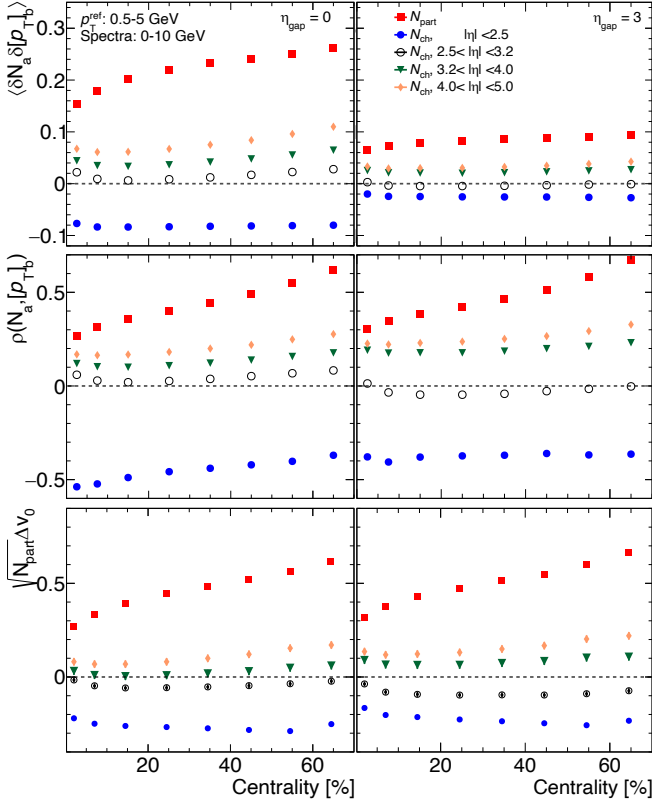 p_T^ref: 0.5-5 GeV
Spectra: 0-10 GeV
η_gap = 0
η_gap = 3
N_part
N_ch, |η| <2.5
N_ch, 2.5< |η| <3.2
N_ch, 3.2< |η| <4.0
N_ch, 4.0< |η| <5.0
⟨δN_a δ[p_T]_b⟩
0.3
0.2
0.1
0
−0.1
ρ(N_a,[p_T]_b)
0.5
0
−0.5
√N_part Δv_0
0.5
0
20 40 60
Centrality [%]
20 40 60
Centrality [%]